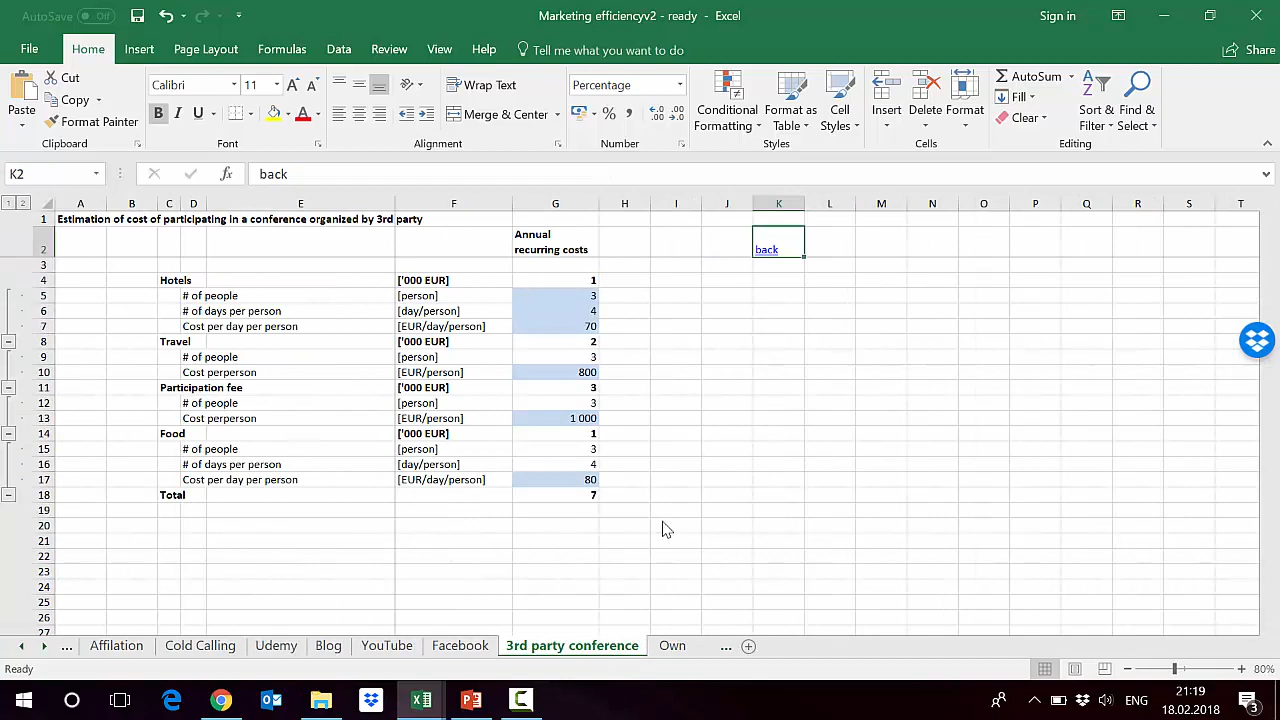 AutoSave Off
Marketing efficiencyv2 - ready - Excel
Sign in
File Home Insert Page Layout Formulas Data Review View Help Tell me what you want to do Share
Paste
Cut
Copy
Format Painter
Clipboard
Calibri 11
B I U A
Font
Wrap Text
Merge & Center
Alignment
Percentage
Number
Conditional Formatting
Format as Table
Cell Styles
Styles
Insert Delete Format
Cells
AutoSum
Fill
Clear
Sort & Filter
Find & Select
Editing
K2 fx back
1 2
A B C D E F G H I J K L M N O P Q R S T
1 Estimation of cost of participating in a conference organized by 3rd party
2 Annual recurring costs back
3
4 Hotels ['000 EUR] 1
5 # of people [person] 3
6 # of days per person [day/person] 4
7 Cost per day per person [EUR/day/person] 70
8 Travel ['000 EUR] 2
9 # of people [person] 3
10 Cost perperson [EUR/person] 800
11 Participation fee ['000 EUR] 3
12 # of people [person] 3
13 Cost perperson [EUR/person] 1 000
14 Food ['000 EUR] 1
15 # of people [person] 3
16 # of days per person [day/person] 4
17 Cost per day per person [EUR/day/person] 80
18 Total 7
19
20
21
22
23
24
25
26
27
... Affilation Cold Calling Udemy Blog YouTube Facebook 3rd party conference Own ...
Ready
80%
ENG
21:19
18.02.2018
3